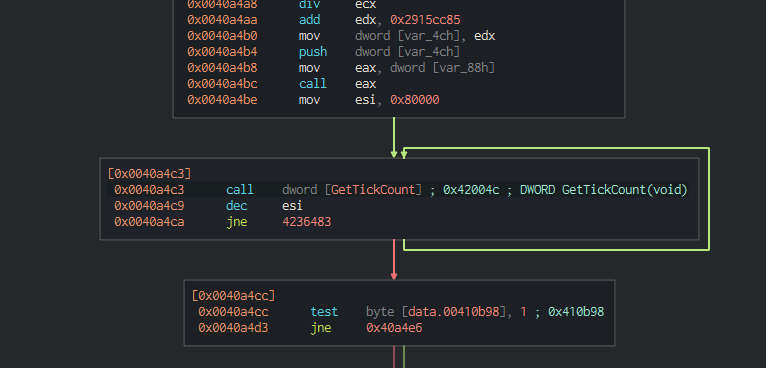 0x0040a4a8 div ecx
0x0040a4aa add edx, 0x2915cc85
0x0040a4b0 mov dword [var_4ch], edx
0x0040a4b4 push dword [var_4ch]
0x0040a4b8 mov eax, dword [var_88h]
0x0040a4bc call eax
0x0040a4be mov esi, 0x80000
[0x0040a4c3]
0x0040a4c3 call dword [GetTickCount] ; 0x42004c ; DWORD GetTickCount(void)
0x0040a4c9 dec esi
0x0040a4ca jne 4236483
[0x0040a4cc]
0x0040a4cc test byte [data.00410b98], 1 ; 0x410b98
0x0040a4d3 jne 0x40a4e6